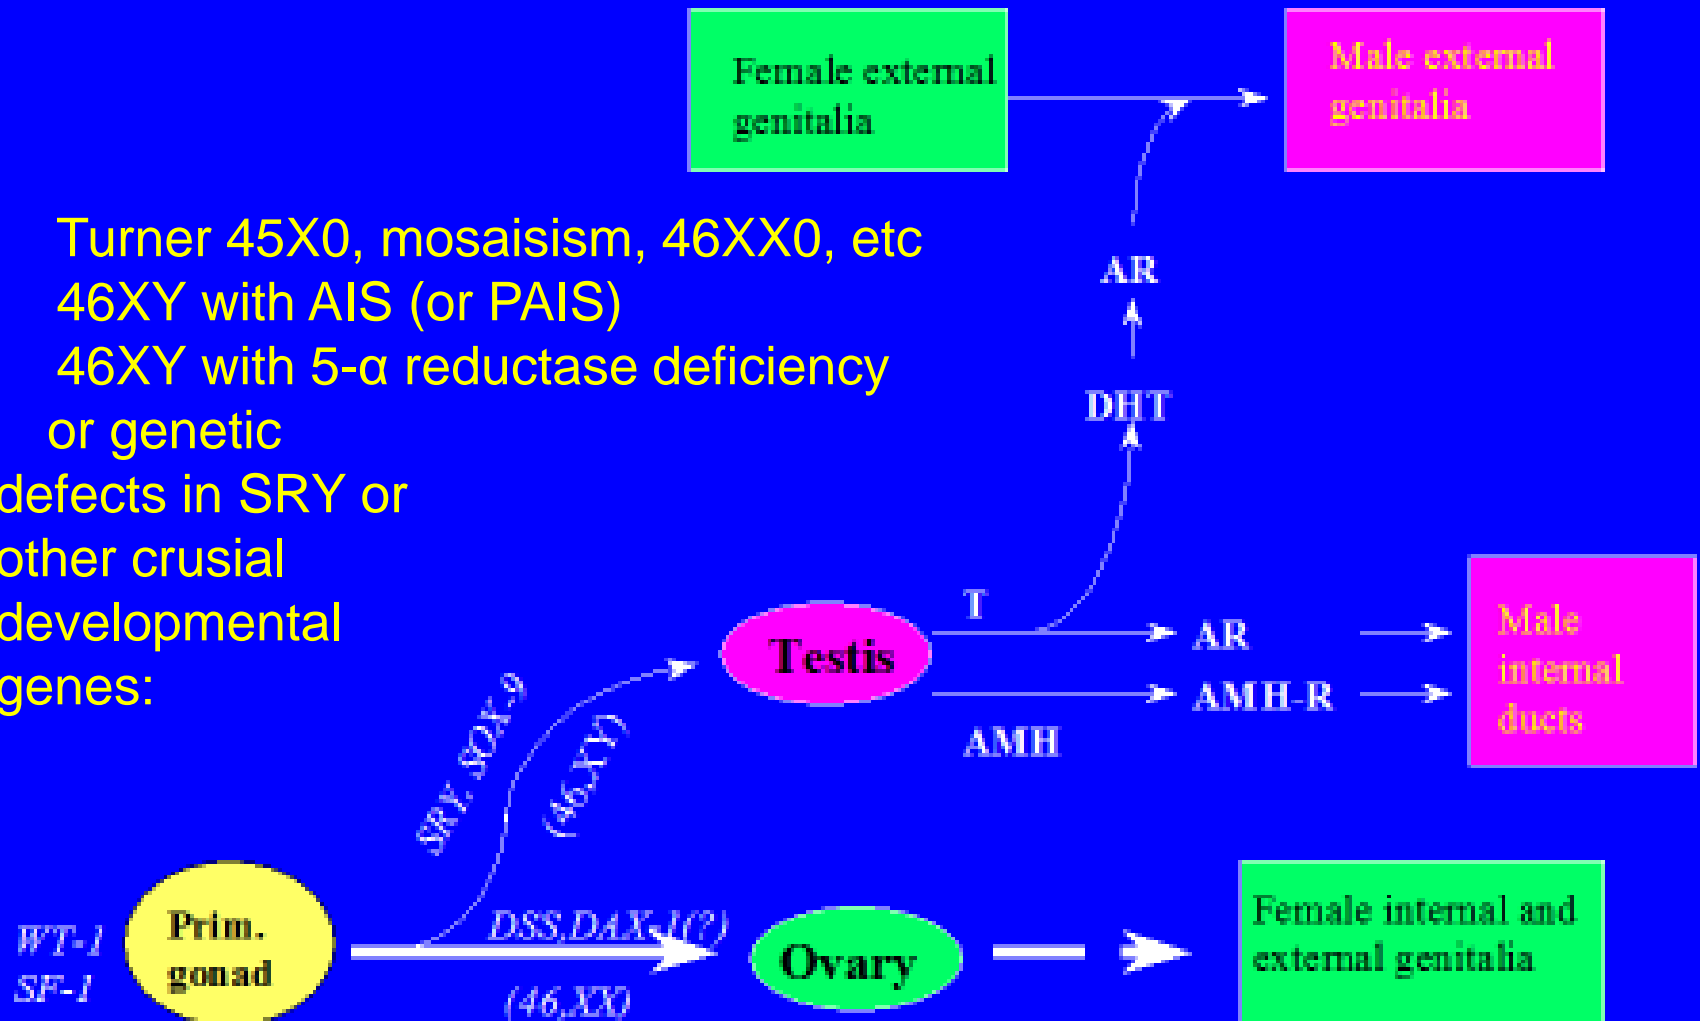 Female external
genitalia
Male external
genitalia
Turner 45X0, mosaisism, 46XX0, etc
46XY with AIS (or PAIS)
46XY with 5-α reductase deficiency
or genetic
defects in SRY or
other crusial
developmental
genes:
AR
DHT
T
Testis
AR
AMH-R
AMH
Male
internal
ducts
SRY, SOX-9
(46,XY)
WT-1
SF-1
Prim.
gonad
DSS,DAX-1(?)
(46,XX)
Ovary
Female internal and
external genitalia